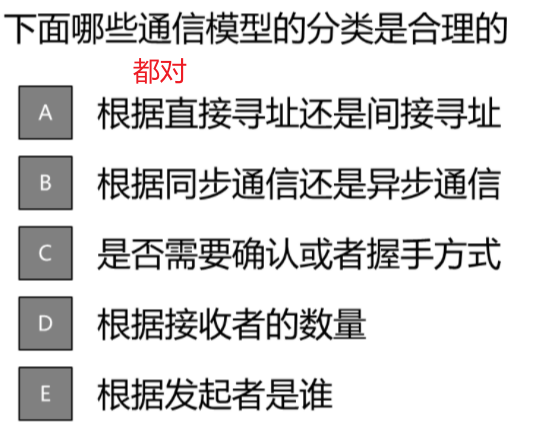 下面哪些通信模型的分类是合理的
都对
A 根据直接寻址还是间接寻址
B 根据同步通信还是异步通信
C 是否需要确认或者握手方式
D 根据接收者的数量
E 根据发起者是谁